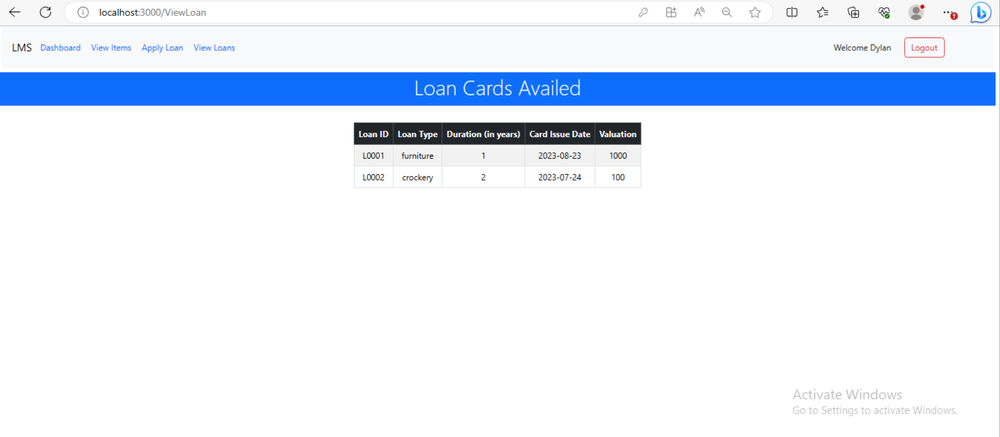 localhost:3000/ViewLoan
LMS Dashboard View Items Apply Loan View Loans Welcome Dylan Logout
Loan Cards Availed
Loan ID Loan Type Duration (in years) Card Issue Date Valuation
L0001 furniture 1 2023-08-23 1000
L0002 crockery 2 2023-07-24 100
Activate Windows
Go to Settings to activate Windows.